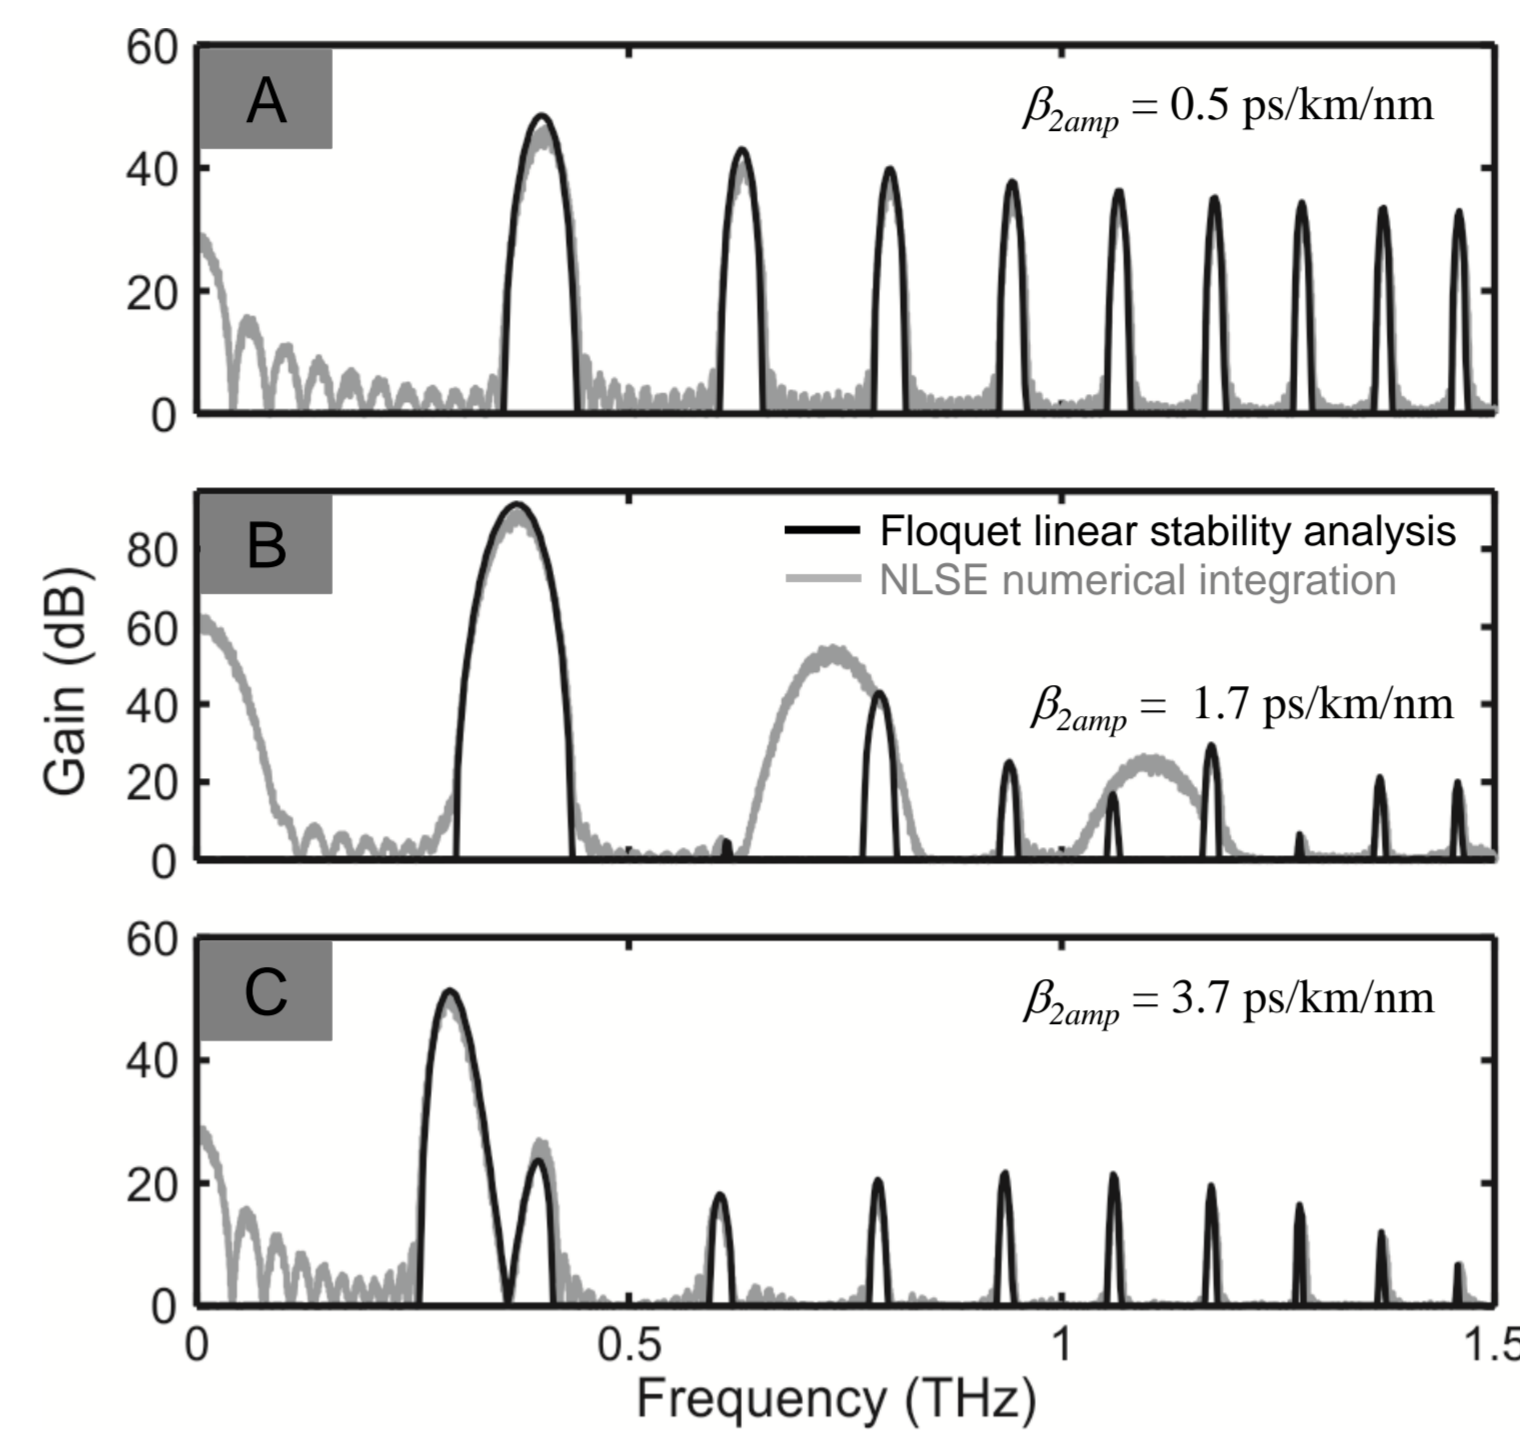 60
A
β2amp = 0.5 ps/km/nm
40
20
0
B
Floquet linear stability analysis
NLSE numerical integration
80
60
β2amp = 1.7 ps/km/nm
40
20
0
Gain (dB)
60
C
β2amp = 3.7 ps/km/nm
40
20
0
0 0.5 1 1.5
Frequency (THz)